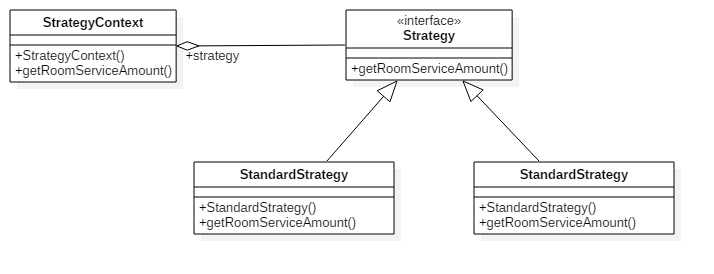 StrategyContext
+StrategyContext()
+getRoomServiceAmount()
+strategy
«interface»
Strategy
+getRoomServiceAmount()
StandardStrategy
+StandardStrategy()
+getRoomServiceAmount()
StandardStrategy
+StandardStrategy()
+getRoomServiceAmount()